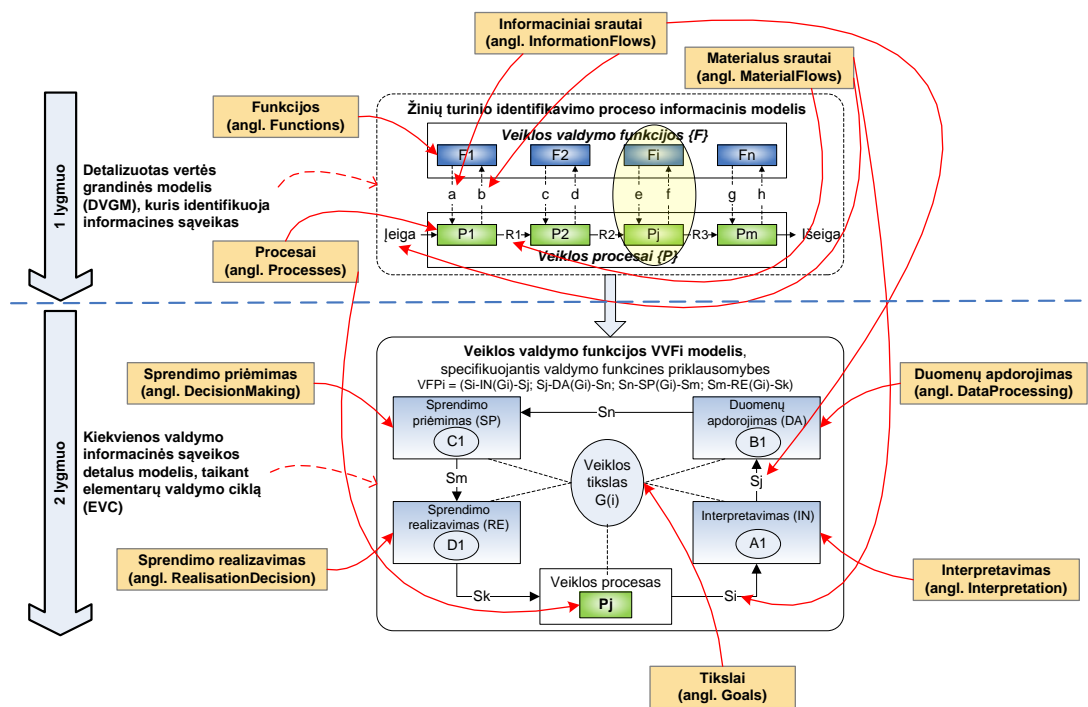 Informaciniai srautai
(angl. InformationFlows)
Materialus srautai
(angl. MaterialFlows)
Funkcijos
(angl. Functions)
Žinių turinio identifikavimo proceso informacinis modelis
Veiklos valdymo funkcijos {F}
F1
F2
Fi
Fn
a
b
c
d
e
f
g
h
1 lygmuo
Detalizuotas vertės
grandinės modelis
(DVGM), kuris identifikuoja
informacines sąveikas
Įeiga
P1
R1
P2
R2
Pj
R3
Pm
Išeiga
Veiklos procesai {P}
Procesai
(angl. Processes)
2 lygmuo
Veiklos valdymo funkcijos VVFi modelis,
specifikuojantis valdymo funkcines priklausomybes
VFPi = (Si-IN(Gi)-Sj; Sj-DA(Gi)-Sn; Sn-SP(Gi)-Sm; Sm-RE(Gi)-Sk)
Sprendimo priėmimas
(angl. DecisionMaking)
Duomenų apdorojimas
(angl. DataProcessing)
Sprendimo
priėmimas (SP)
C1
Sn
Duomenų
apdorojimas (DA)
B1
Kiekvienos valdymo
informacinės sąveikos
detalus modelis, taikant
elementarų valdymo ciklą
(EVC)
Sm
Veiklos
tikslas
G(i)
Sj
Sprendimo
realizavimas (RE)
D1
Interpretavimas (IN)
A1
Sprendimo realizavimas
(angl. RealisationDecision)
Interpretavimas
(angl. Interpretation)
Sk
Veiklos procesas
Pj
Si
Tikslai
(angl. Goals)